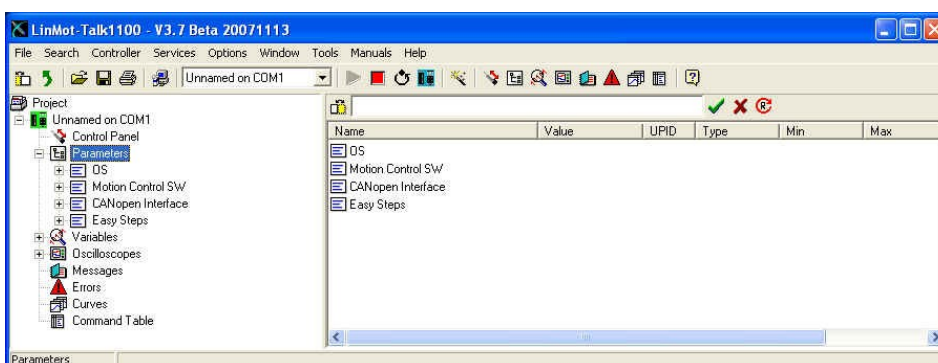 LinMot-Talk1100 - V3.7 Beta 20071113
File Search Controller Services Options Window Tools Manuals Help
Unnamed on COM1
Project
Unnamed on COM1
Control Panel
Parameters
OS
Motion Control SW
CANopen Interface
Easy Steps
Variables
Oscilloscopes
Messages
Errors
Curves
Command Table
Name Value UPID Type Min Max
OS
Motion Control SW
CANopen Interface
Easy Steps
Parameters